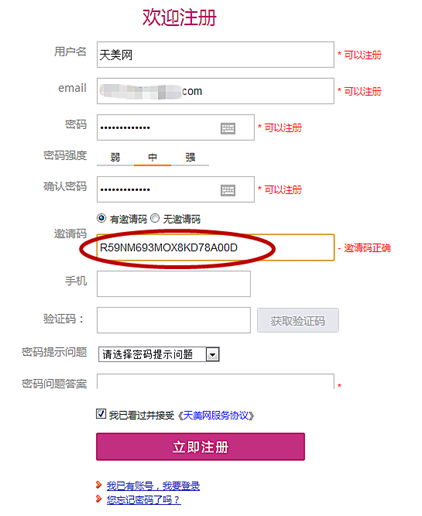 欢迎注册
用户名 天美网 * 可以注册
email com * 可以注册
密码 ••••••••••••• * 可以注册
密码强度 弱 中 强
确认密码 ••••••••••••• * 可以注册
有邀请码 无邀请码
邀请码 R59NM693MOX8KD78A00D - 邀请码正确
手机
验证码： 获取验证码
密码提示问题 请选择密码提示问题
密码问题答案 *
我已看过并接受《天美网服务协议》
立即注册
我已有账号，我要登录
您忘记密码了吗？